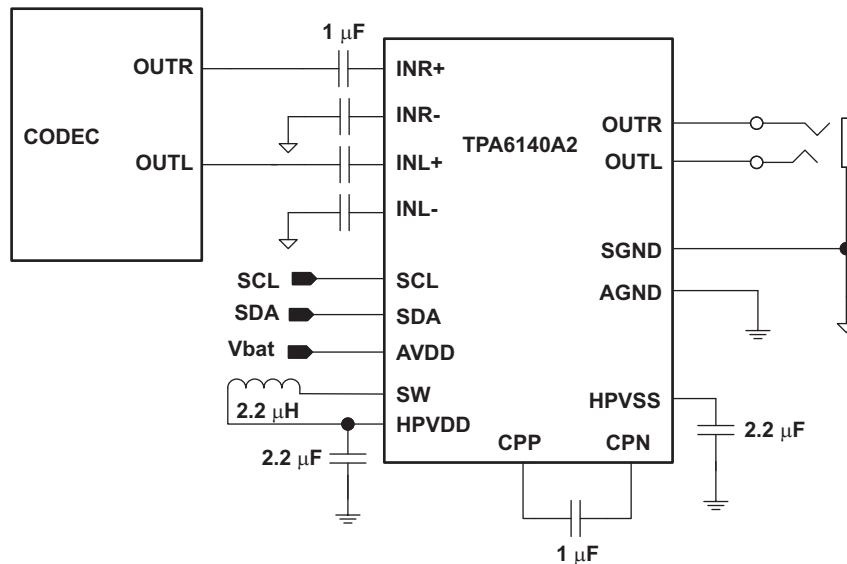 1 μF
OUTR
INR+
INR-
OUTR
CODEC
TPA6140A2
OUTL
INL+
OUTL
INL-
SGND
SCL
SCL
AGND
SDA
SDA
Vbat
AVDD
SW
HPVSS
2.2 μH
HPVDD
2.2 μF
2.2 μF
CPP
CPN
1 μF